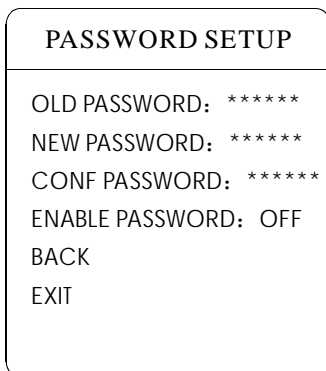 PASSWORD SETUP
OLD PASSWORD：******
NEW PASSWORD：******
CONF PASSWORD：******
ENABLE PASSWORD：OFF
BACK
EXIT